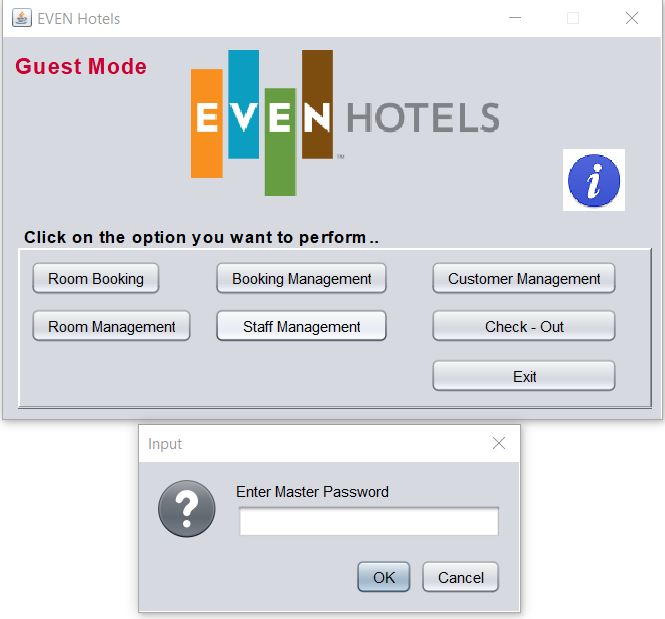 EVEN Hotels
Guest Mode
EVEN HOTELS
TM
i
Click on the option you want to perform..
Room Booking Booking Management Customer Management
Room Management Staff Management Check - Out
Exit
Input
?
Enter Master Password
OK Cancel